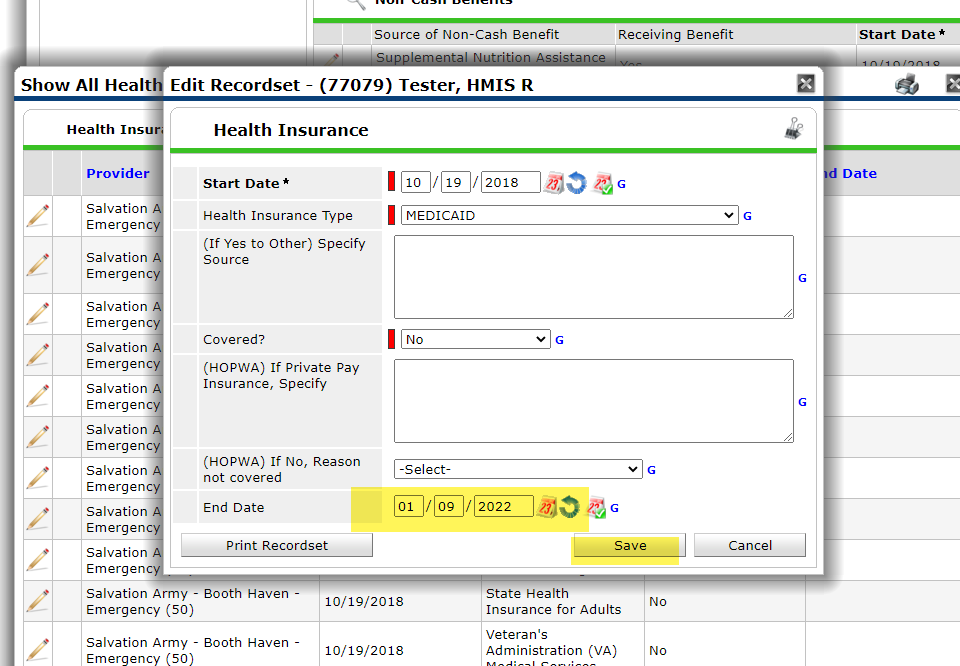 Non-Cash Benefits
Source of Non-Cash Benefit Receiving Benefit Start Date*
Supplemental Nutrition Assistance Yes 10/19/2018
Show All Health
Edit Recordset - (77079) Tester, HMIS R
Health Insur
Health Insurance
Provider
nd Date
Start Date* 10 / 19 / 2018 G
Health Insurance Type MEDICAID G
(If Yes to Other) Specify
Source
G
Covered? No G
(HOPWA) If Private Pay
Insurance, Specify
G
(HOPWA) If No, Reason
not covered
-Select- G
End Date 01 / 09 / 2022 G
Print Recordset Save Cancel
Salvation A
Emergency
Salvation A
Emergency
Salvation A
Emergency
Salvation A
Emergency
Salvation A
Emergency
Salvation A
Emergency
Salvation A
Emergency
Salvation A
Emergency
Salvation A
Emergency (50)
Salvation Army - Booth Haven -
Emergency (50)
10/19/2018
State Health
Insurance for Adults
No
Salvation Army - Booth Haven -
Emergency (50)
10/19/2018
Veteran's
Administration (VA)
Medical Services
No